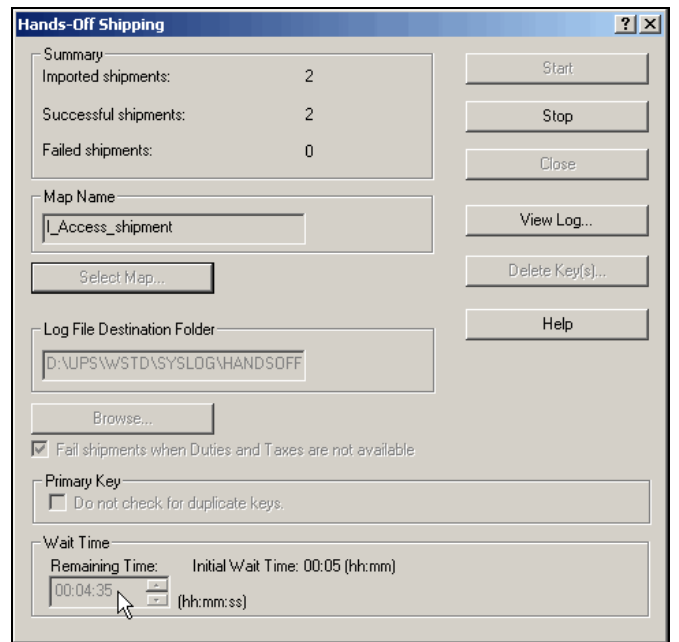 Hands-Off Shipping
Summary
Imported shipments: 2
Successful shipments: 2
Failed shipments: 0
Map Name
I_Access_shipment
Select Map...
Log File Destination Folder
D:\UPS\WSTD\SYSLOG\HANDSOFF
Browse...
Fail shipments when Duties and Taxes are not available
Primary Key
Do not check for duplicate keys.
Wait Time
Remaining Time: Initial Wait Time: 00:05 (hh:mm)
00:04:35 (hh:mm:ss)
Start
Stop
Close
View Log...
Delete Key(s)...
Help